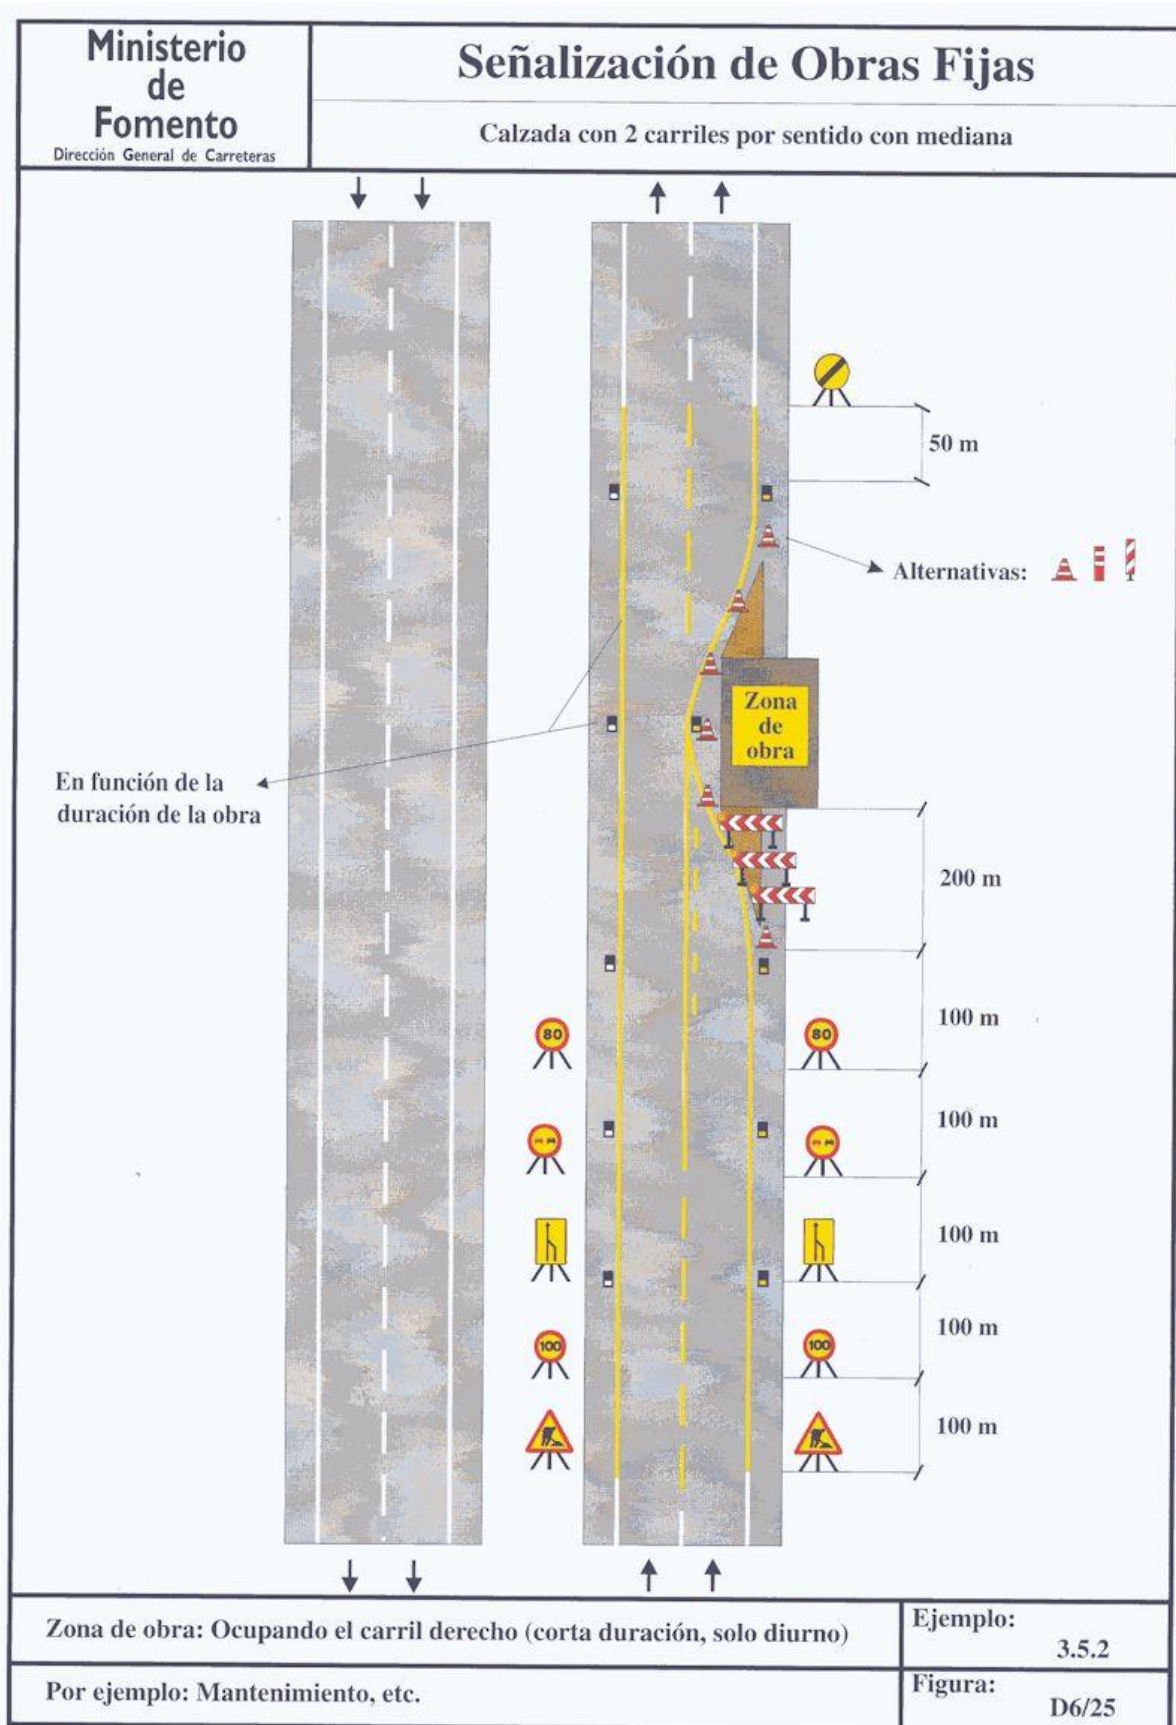 Ministerio
de
Fomento
Dirección General de Carreteras
Señalización de Obras Fijas
Calzada con 2 carriles por sentido con mediana
50 m
Alternativas:
Zona
de
obra
En función de la
duración de la obra
200 m
100 m
80
80
100 m
100 m
100 m
100
100
100 m
Zona de obra: Ocupando el carril derecho (corta duración, solo diurno)
Ejemplo:
3.5.2
Por ejemplo: Mantenimiento, etc.
Figura:
D6/25